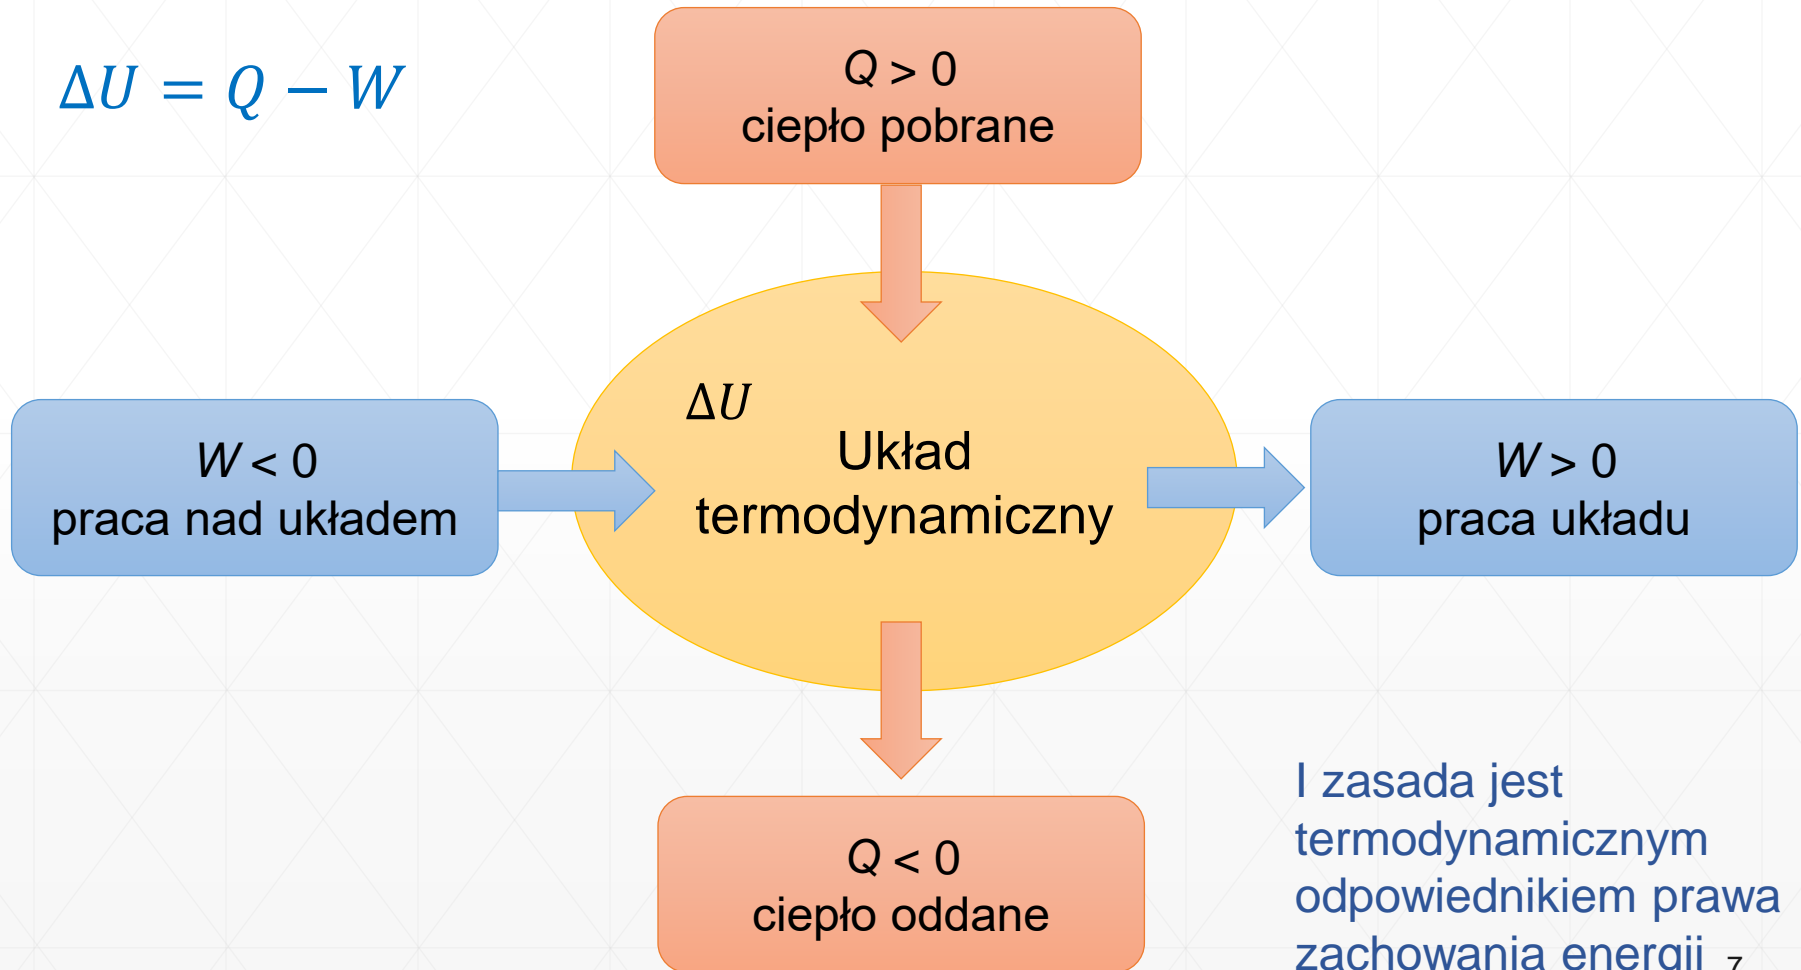 ΔU = Q − W
Q > 0
ciepło pobrane
ΔU
Układ
termodynamiczny
W < 0
praca nad układem
W > 0
praca układu
Q < 0
ciepło oddane
I zasada jest
termodynamicznym
odpowiednikiem prawa
zachowania energii
7